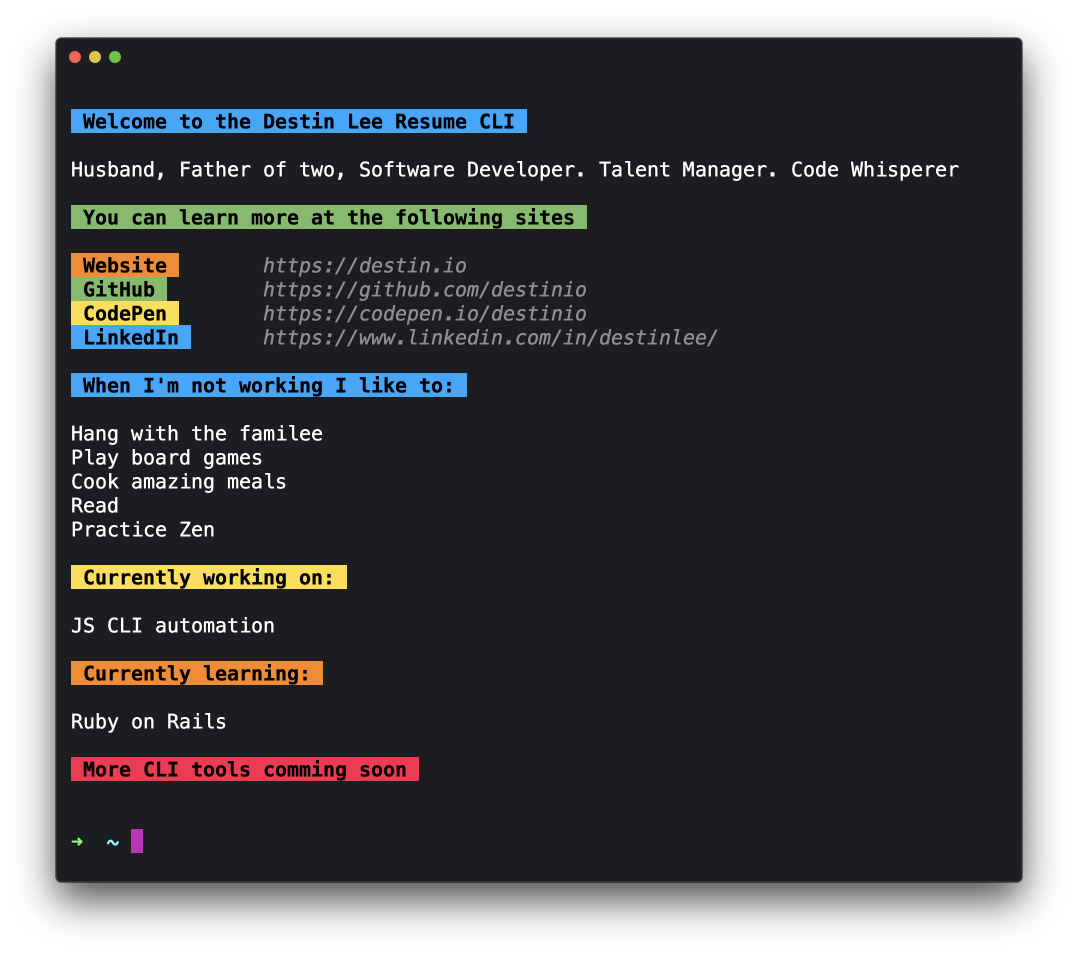 Welcome to the Destin Lee Resume CLI
Husband, Father of two, Software Developer. Talent Manager. Code Whisperer
You can learn more at the following sites
Website https://destin.io
GitHub https://github.com/destinio
CodePen https://codepen.io/destinio
LinkedIn https://www.linkedin.com/in/destinlee/
When I'm not working I like to:
Hang with the familee
Play board games
Cook amazing meals
Read
Practice Zen
Currently working on:
JS CLI automation
Currently learning:
Ruby on Rails
More CLI tools comming soon
➜ ~